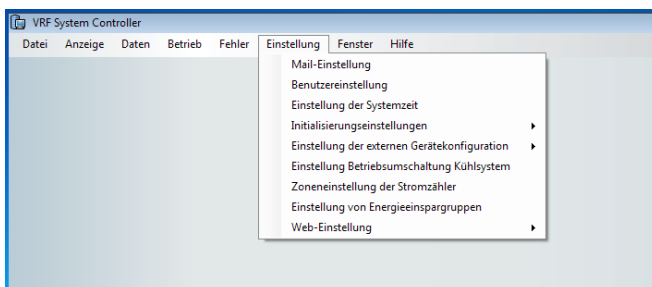 VRF System Controller
Datei Anzeige Daten Betrieb Fehler Einstellung Fenster Hilfe
Mail-Einstellung
Benutzereinstellung
Einstellung der Systemzeit
Initialisierungseinstellungen
Einstellung der externen Gerätekonfiguration
Einstellung Betriebsumschaltung Kühlsystem
Zoneneinstellung der Stromzähler
Einstellung von Energieeinspargruppen
Web-Einstellung